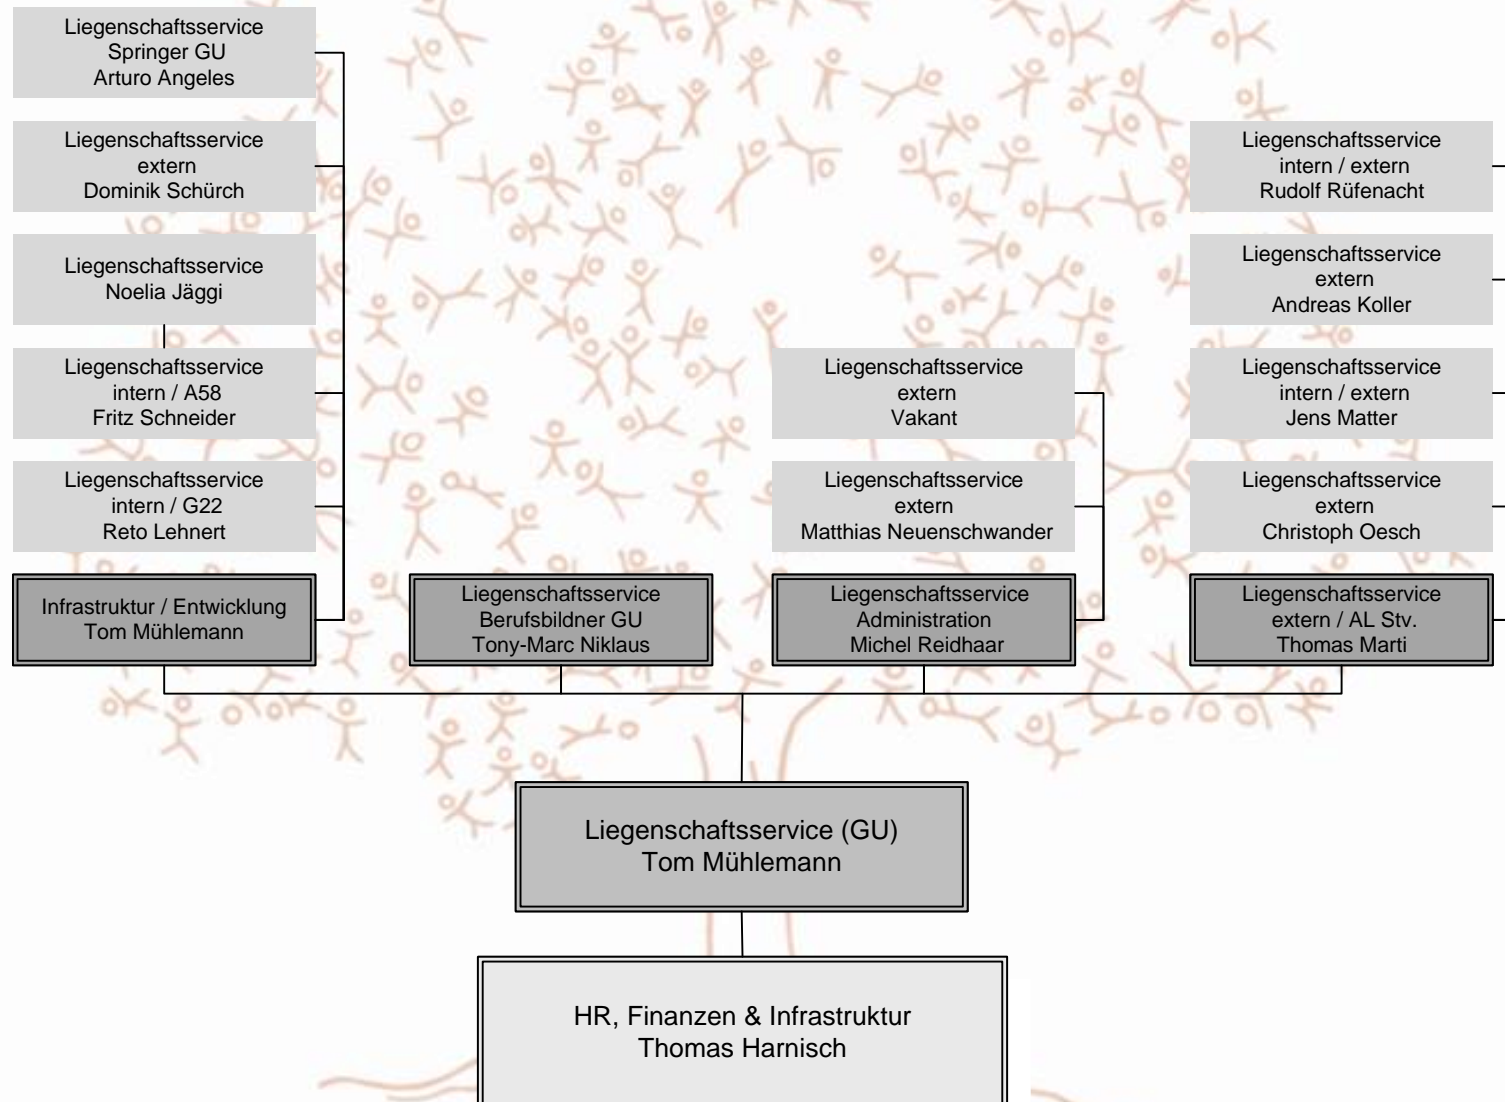 Liegenschaftsservice
Springer GU
Arturo Angeles
Liegenschaftsservice
extern
Dominik Schürch
Liegenschaftsservice
Noelia Jäggi
Liegenschaftsservice
intern / A58
Fritz Schneider
Liegenschaftsservice
intern / G22
Reto Lehnert
Infrastruktur / Entwicklung
Tom Mühlemann
Liegenschaftsservice
Berufsbildner GU
Tony-Marc Niklaus
Liegenschaftsservice
extern
Vakant
Liegenschaftsservice
extern
Matthias Neuenschwander
Liegenschaftsservice
Administration
Michel Reidhaar
Liegenschaftsservice
intern / extern
Rudolf Rüfenacht
Liegenschaftsservice
extern
Andreas Koller
Liegenschaftsservice
intern / extern
Jens Matter
Liegenschaftsservice
extern
Christoph Oesch
Liegenschaftsservice
extern / AL Stv.
Thomas Marti
Liegenschaftsservice (GU)
Tom Mühlemann
HR, Finanzen & Infrastruktur
Thomas Harnisch